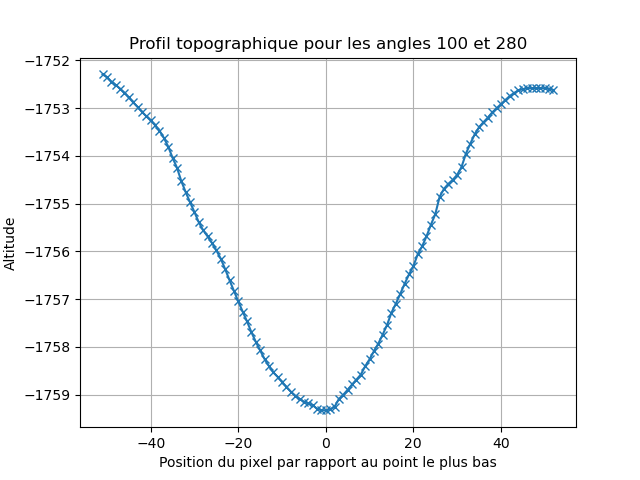 Profil topographique pour les angles 100 et 280
−1752
−1753
−1754
−1755
−1756
−1757
−1758
−1759
Altitude
−40 −20 0 20 40
Position du pixel par rapport au point le plus bas